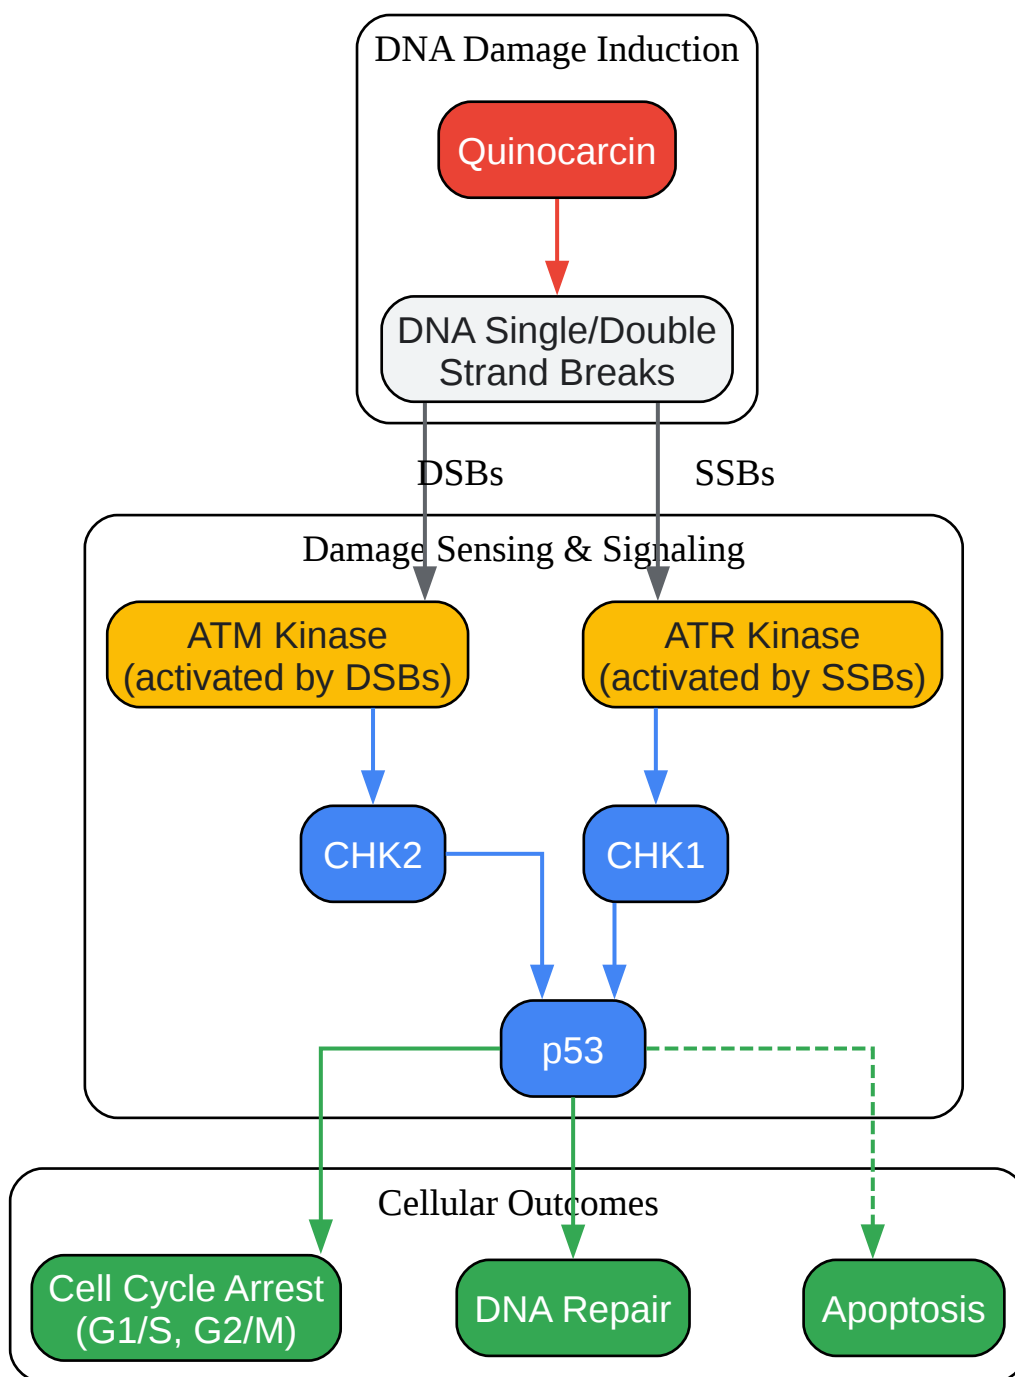 DNA Damage Induction
Quinocarcin
DNA Single/Double
Strand Breaks
DSBs
SSBs
Damage Sensing & Signaling
ATM Kinase
(activated by DSBs)
ATR Kinase
(activated by SSBs)
CHK2
CHK1
p53
Cellular Outcomes
Cell Cycle Arrest
(G1/S, G2/M)
DNA Repair
Apoptosis